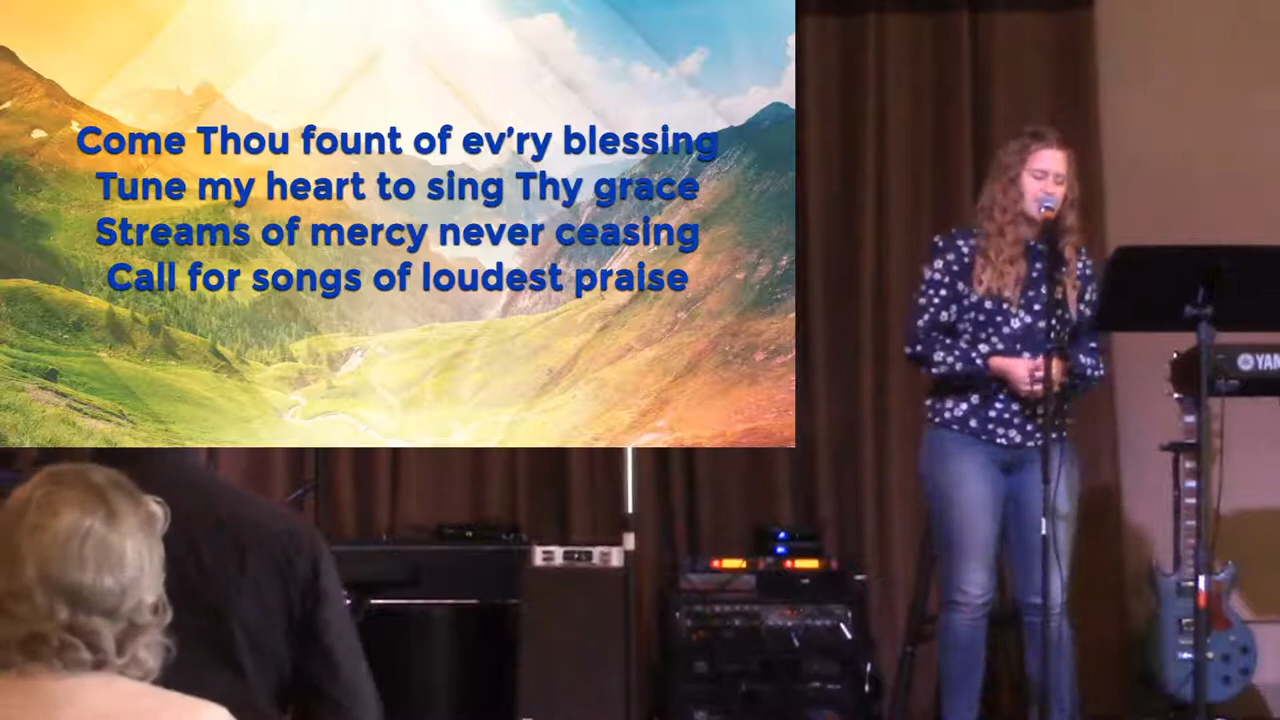 Come Thou fount of ev’ry blessing
Tune my heart to sing Thy grace
Streams of mercy never ceasing
Call for songs of loudest praise
YAM